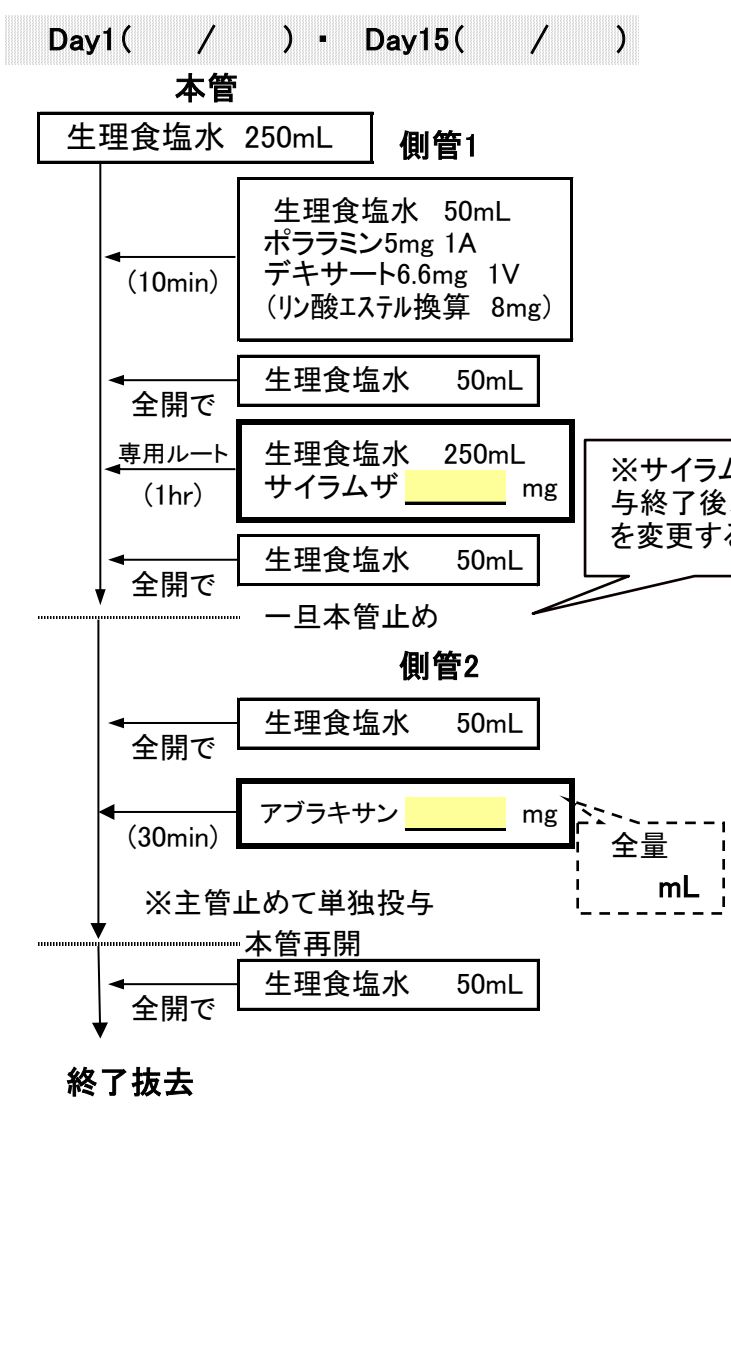 Day1(　　/　　)・ Day15(　　/　　)
本管
生理食塩水 250mL
側管1
生理食塩水 50mL
ポララミン5mg 1A
デキサート6.6mg 1V
(リン酸エステル換算 8mg)
(10min)
生理食塩水 50mL
全開で
専用ルート
(1hr)
生理食塩水 250mL
サイラムザ mg
※サイラム
与終了後
を変更する
生理食塩水 50mL
全開で
一旦本管止め
側管2
生理食塩水 50mL
全開で
アブラキサン mg
(30min)
全量
mL
※主管止めて単独投与
本管再開
生理食塩水 50mL
全開で
終了抜去